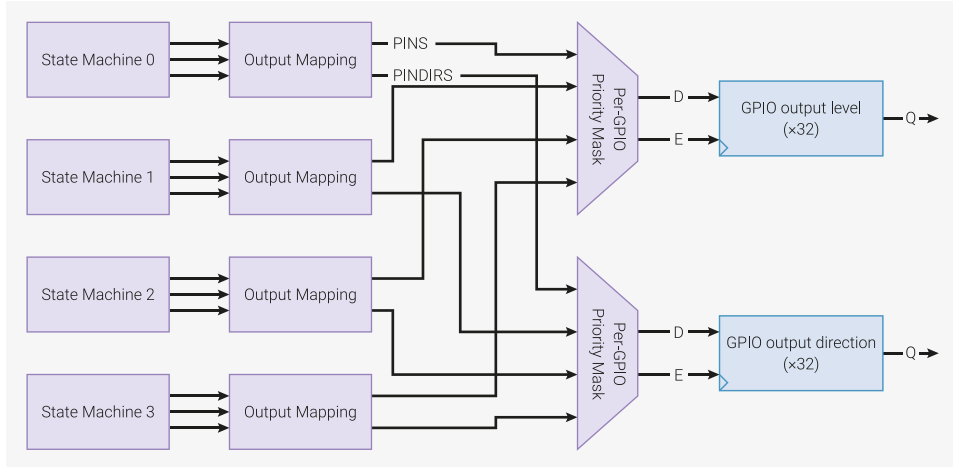 State Machine 0
Output Mapping
PINS
PINDIRS
Per-GPIO
Priority Mask
D
E
GPIO output level
(×32)
Q
State Machine 1
Output Mapping
State Machine 2
Output Mapping
Per-GPIO
Priority Mask
D
E
GPIO output direction
(×32)
Q
State Machine 3
Output Mapping